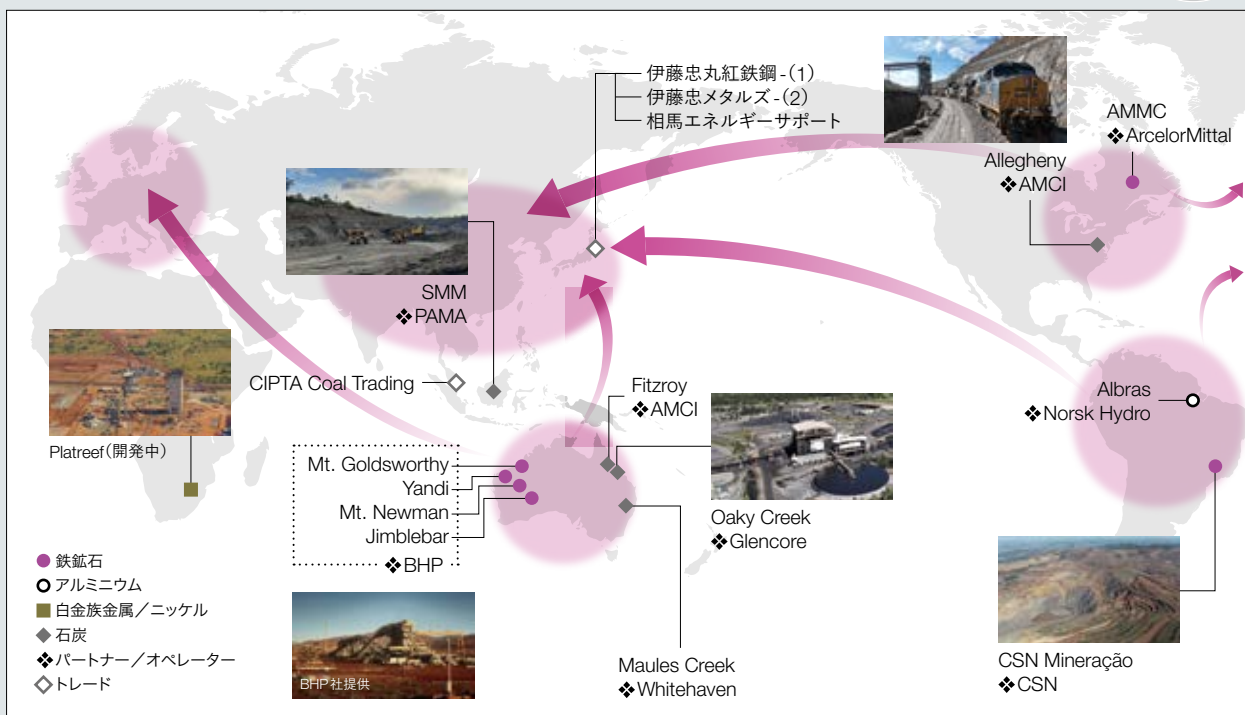 伊藤忠丸紅鉄鋼-(1)
伊藤忠メタルズ-(2)
相馬エネルギーサポート
AMMC
❖ArcelorMittal
Allegheny
❖AMCI
SMM
❖PAMA
CIPTA Coal Trading
Platreef(開発中)
Fitzroy
❖AMCI
Albras
❖Norsk Hydro
Mt. Goldsworthy
Yandi
Mt. Newman
Jimblebar
❖BHP
Oaky Creek
❖Glencore
BHP社提供
Maules Creek
❖Whitehaven
CSN Mineração
❖CSN
鉄鉱石
アルミニウム
白金族金属/ニッケル
石炭
❖パートナー/オペレーター
トレード